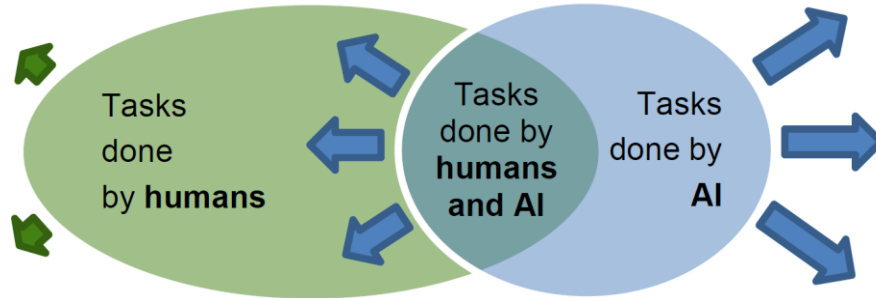 Tasks
done
by humans
Tasks
done by
humans
and AI
Tasks
done by
AI